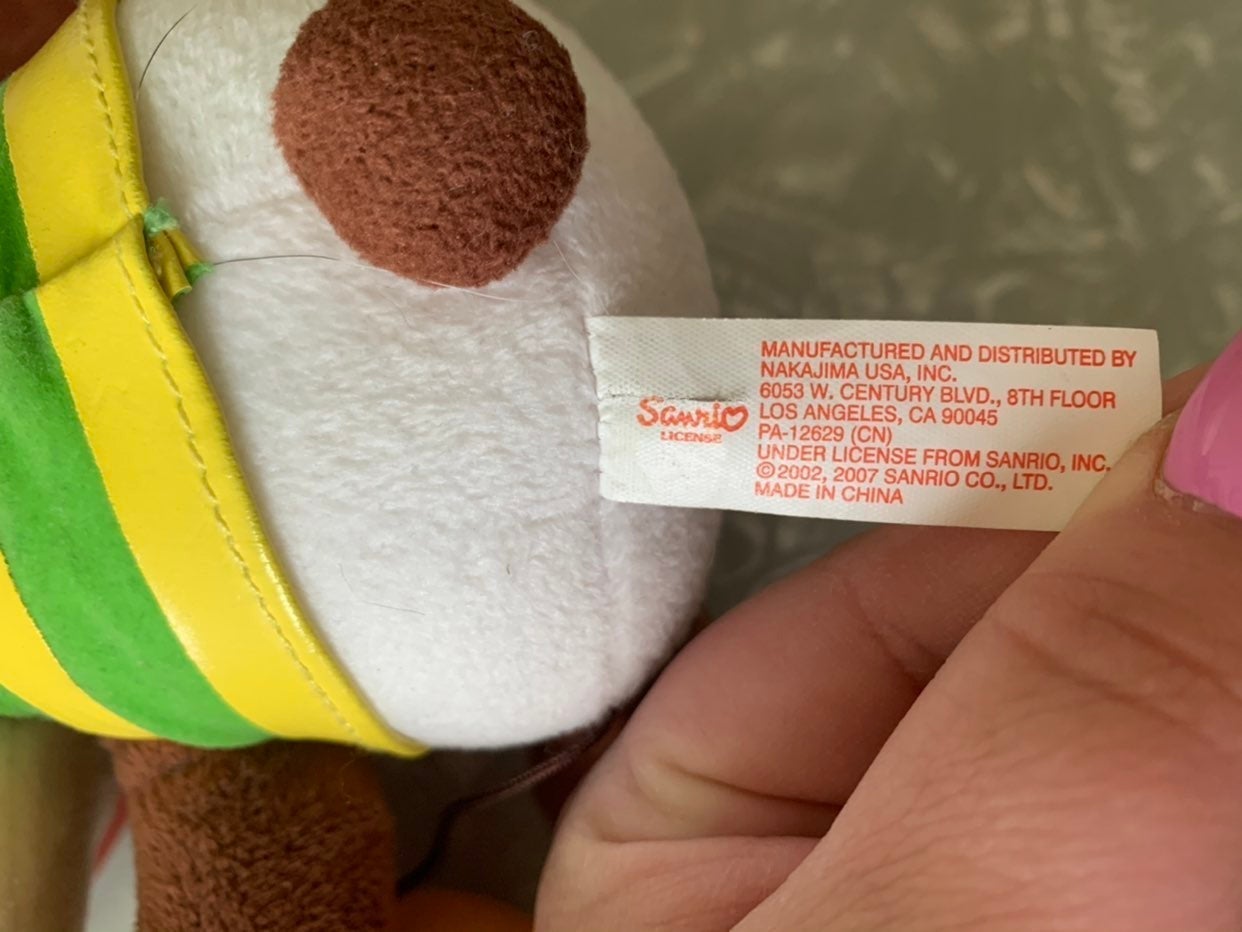 Sanrio
LICENSE
MANUFACTURED AND DISTRIBUTED BY
NAKAJIMA USA, INC.
6053 W. CENTURY BLVD., 8TH FLOOR
LOS ANGELES, CA 90045
PA-12629 (CN)
UNDER LICENSE FROM SANRIO, INC.
©2002, 2007 SANRIO CO., LTD.
MADE IN CHINA